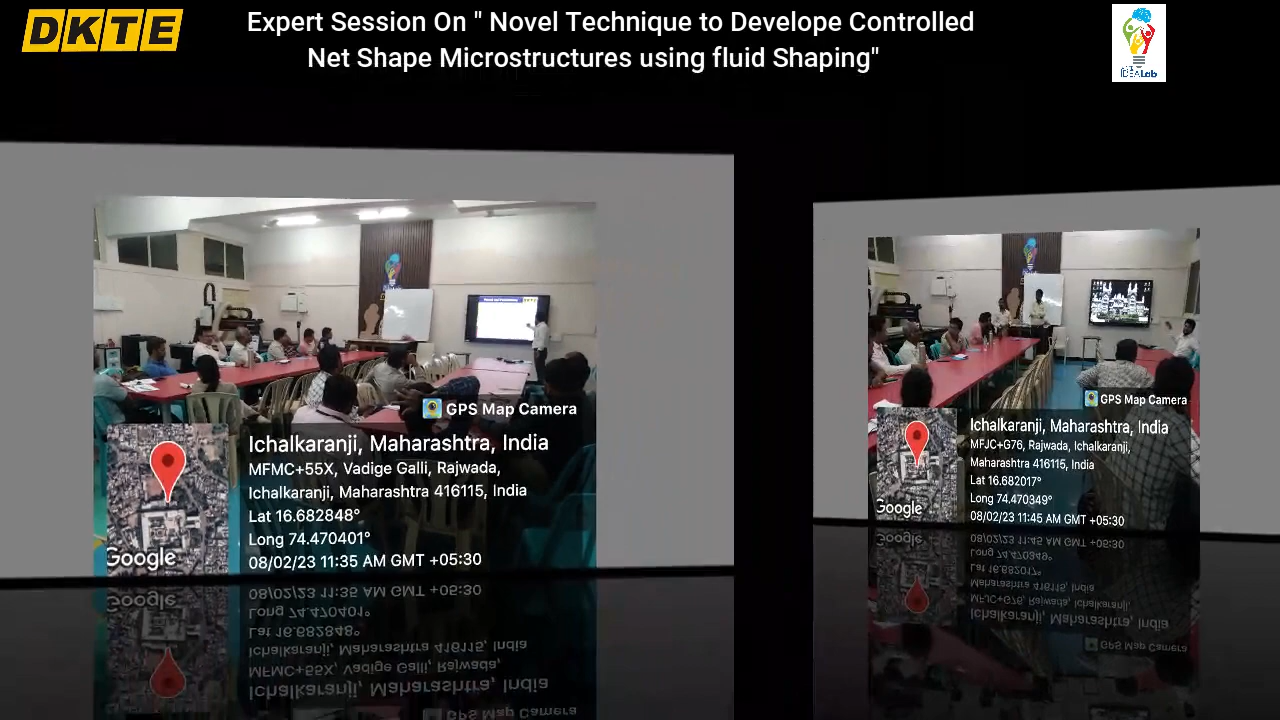 DKTE
Expert Session On " Novel Technique to Develope Controlled
Net Shape Microstructures using fluid Shaping"
IDEALab
GPS Map Camera
Ichalkaranji, Maharashtra, India
MFMC+55X, Vadige Galli, Rajwada,
Ichalkaranji, Maharashtra 416115, India
Lat 16.682848°
Long 74.470401°
08/02/23 11:35 AM GMT +05:30
Google
GPS Map Camera
Ichalkaranji, Maharashtra, India
MFJC+G76, Rajwada, Ichalkaranji,
Maharashtra 416115, India
Lat 16.682017°
Long 74.470349°
08/02/23 11:45 AM GMT +05:30
Google